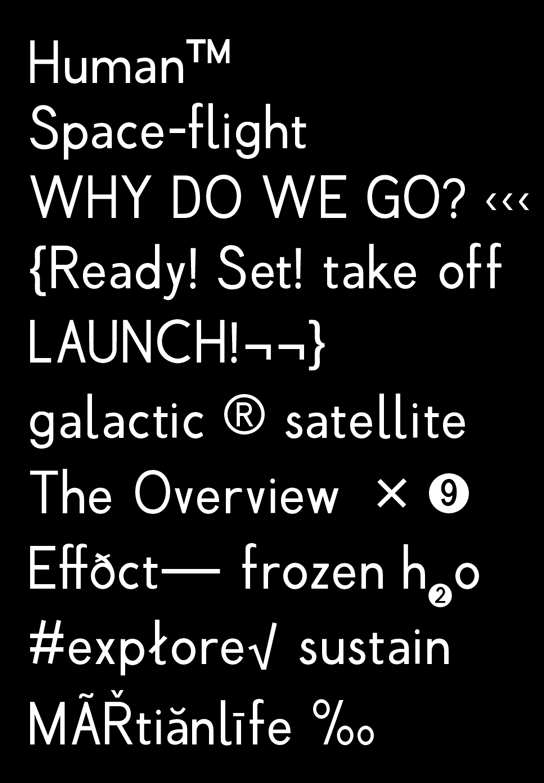 Human™
Space-flight
WHY DO WE GO? ‹‹‹
{Ready! Set! take off
LAUNCH!¬¬}
galactic ® satellite
The Overview × ❾
Effðct— frozen h❷o
#expłore√ sustain
MÃŘtiănlīfe ‰